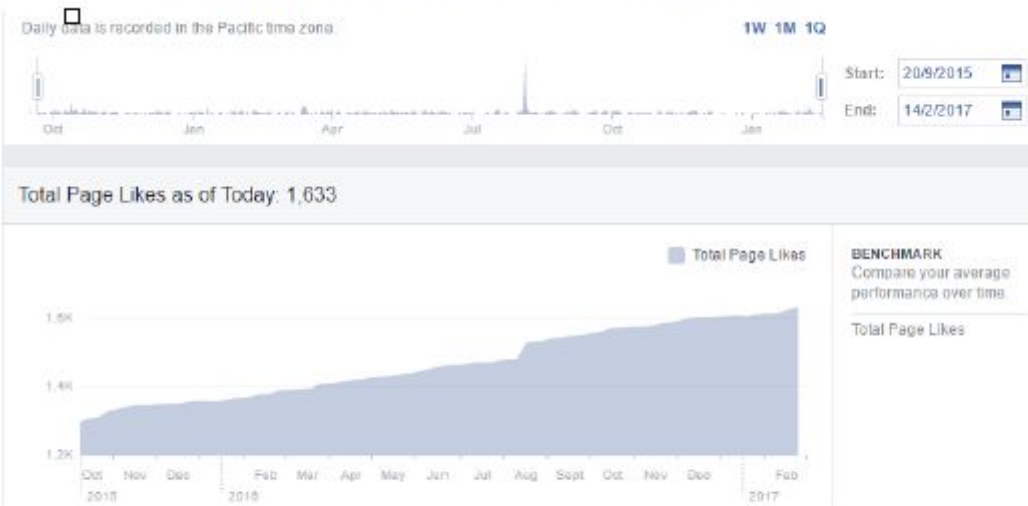 Daily data is recorded in the Pacific time zone.
1W 1M 1Q
Start: 20/9/2015
End: 14/2/2017
Oct Jan Apr Jul Oct Jan
Total Page Likes as of Today: 1,633
Total Page Likes
BENCHMARK
Compare your average
performance over time.
Total Page Likes
1.6K
1.4K
1.2K
Oct Nov Dec Feb Mar Apr May Jun Jul Aug Sept Oct Nov Dec Feb
2015 2016 2017